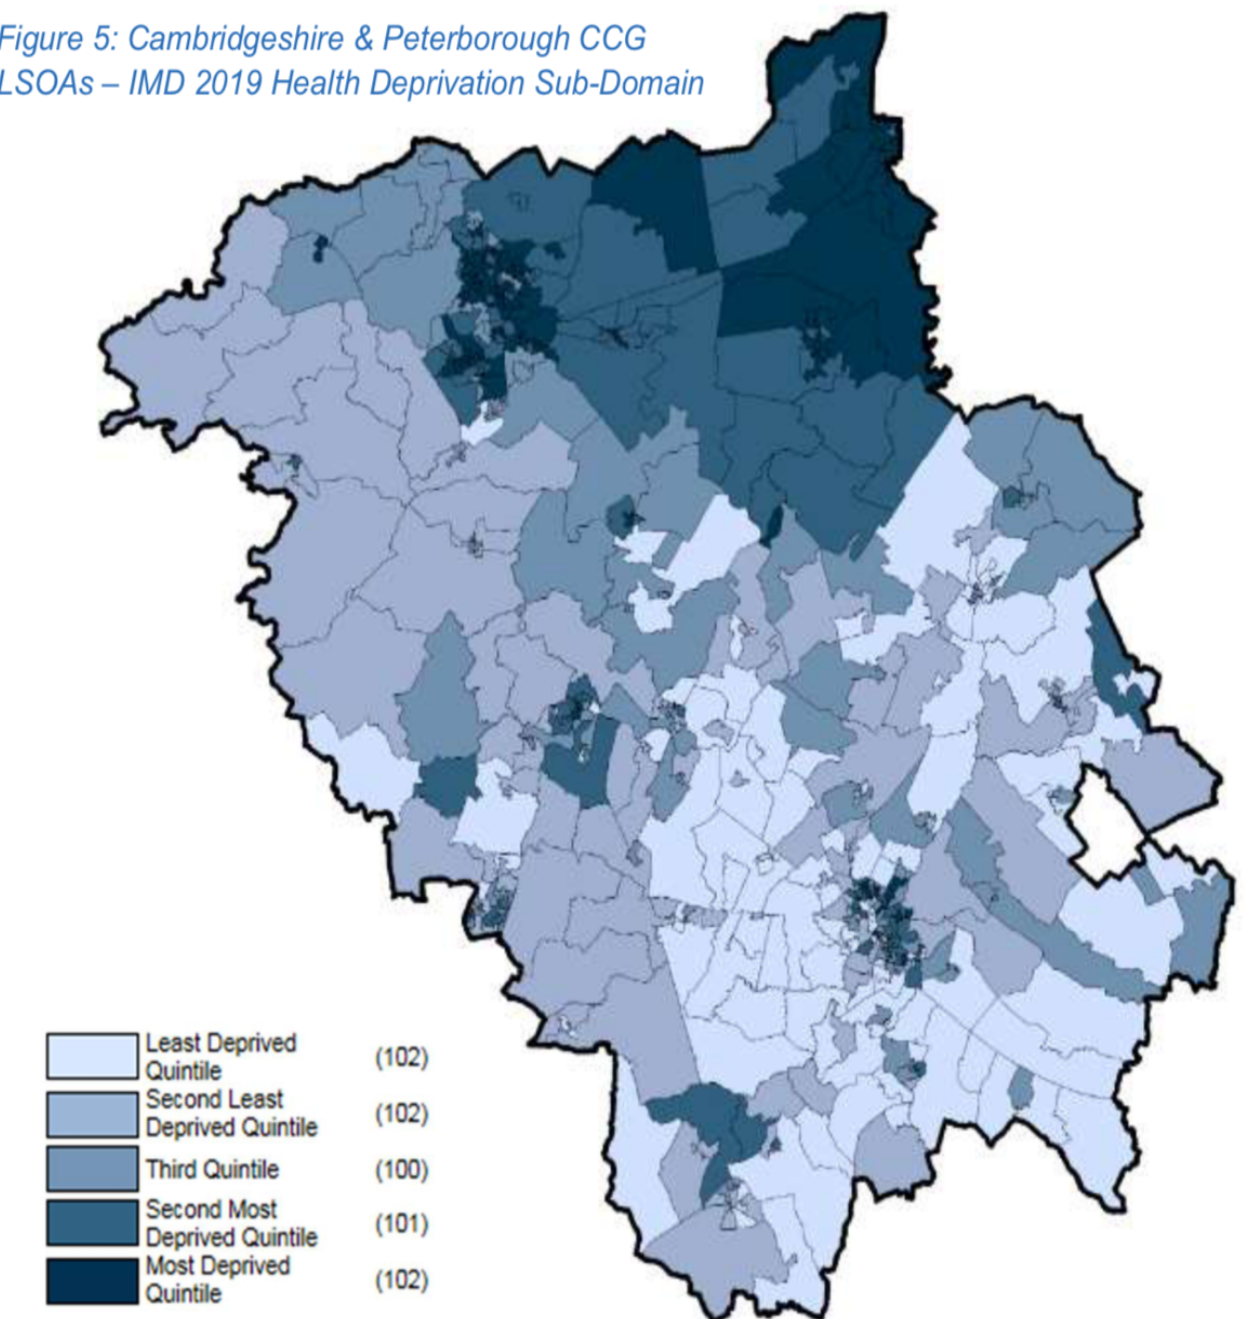 Figure 5: Cambridgeshire & Peterborough CCG
LSOAs – IMD 2019 Health Deprivation Sub-Domain
Least Deprived
Quintile (102)
Second Least
Deprived Quintile (102)
Third Quintile (100)
Second Most
Deprived Quintile (101)
Most Deprived
Quintile (102)